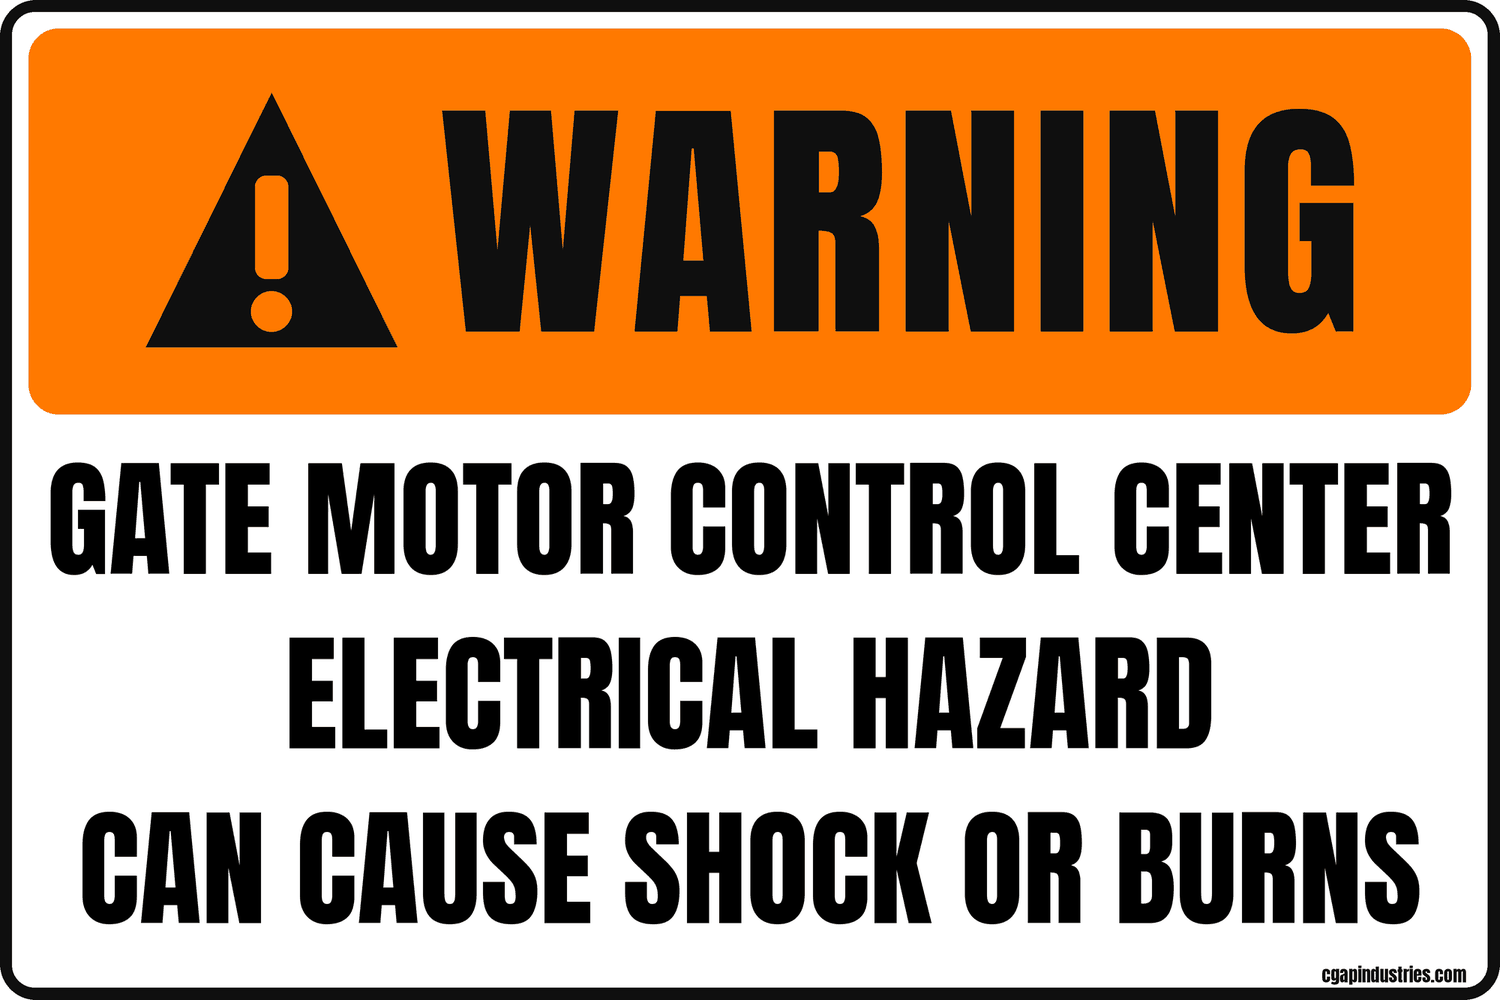 WARNING
GATE MOTOR CONTROL CENTER
ELECTRICAL HAZARD
CAN CAUSE SHOCK OR BURNS
cgapindustries.com